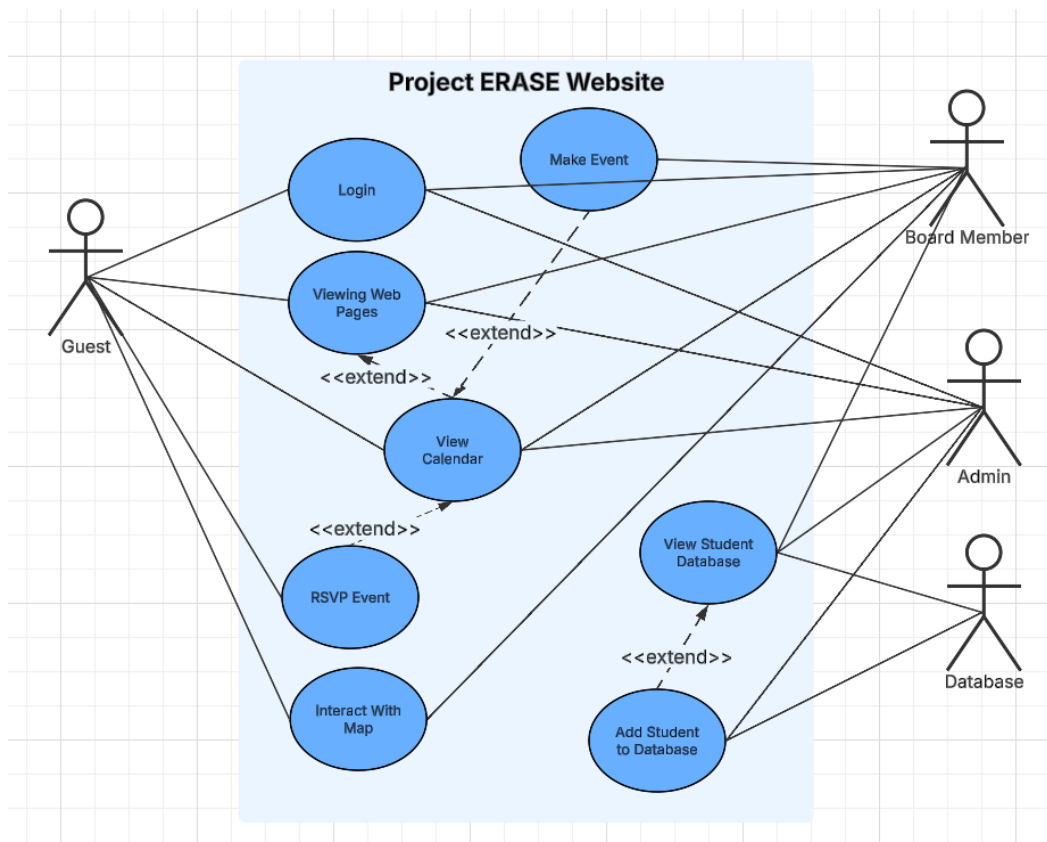 Project ERASE Website
Make Event
Login
Board Member
Viewing Web
Pages
<<extend>>
Guest
<<extend>>
View
Calendar
Admin
<<extend>>
View Student
Database
RSVP Event
<<extend>>
Database
Interact With
Map
Add Student
to Database